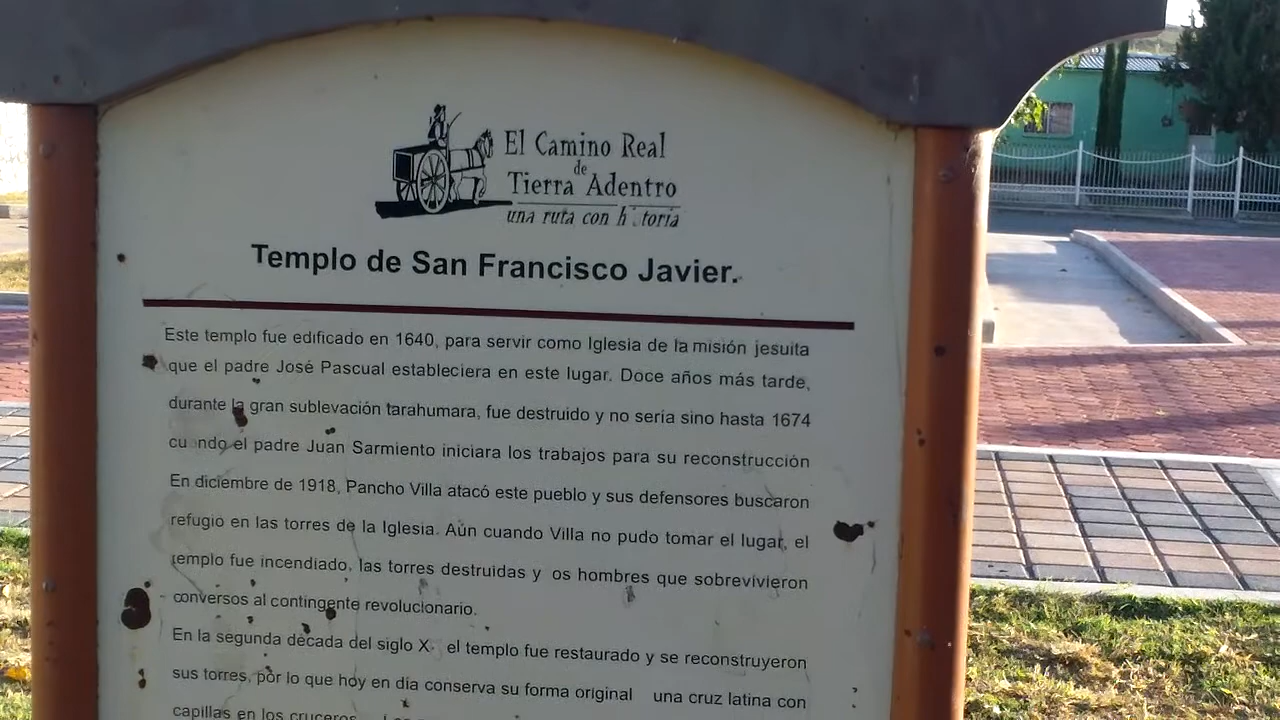 El Camino Real
de
Tierra Adentro
una ruta con h toria
Templo de San Francisco Javier.
Este templo fue edificado en 1640, para servir como Iglesia de la misión jesuita
que el padre José Pascual estableciera en este lugar. Doce años más tarde,
durante la gran sublevación tarahumara, fue destruido y no sería sino hasta 1674
cu ndo el padre Juan Sarmiento iniciara los trabajos para su reconstrucción
En diciembre de 1918, Pancho Villa atacó este pueblo y sus defensores buscaron
refugio en las torres de la Iglesia. Aún cuando Villa no pudo tomar el lugar, el
templo fue incendiado, las torres destruidas y os hombres que sobrevivieron
conversos al contingente revolucionario.
En la segunda década del siglo X el templo fue restaurado y se reconstruyeron
sus torres, por lo que hoy en día conserva su forma original una cruz latina con
capillas en los cruceros